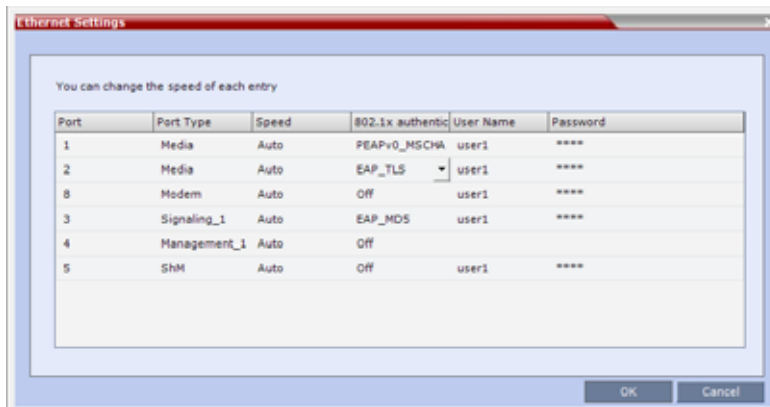 Ethernet Settings
You can change the speed of each entry
Port Port Type Speed 802.1x authentic User Name Password
1 Media Auto PEAPv0_MSCHA user1 ****
2 Media Auto EAP_TLS user1 ****
8 Modem Auto Off user1 ****
3 Signaling_1 Auto EAP_MD5 user1 ****
4 Management_1 Auto Off
5 ShM Auto Off user1 ****
OK Cancel